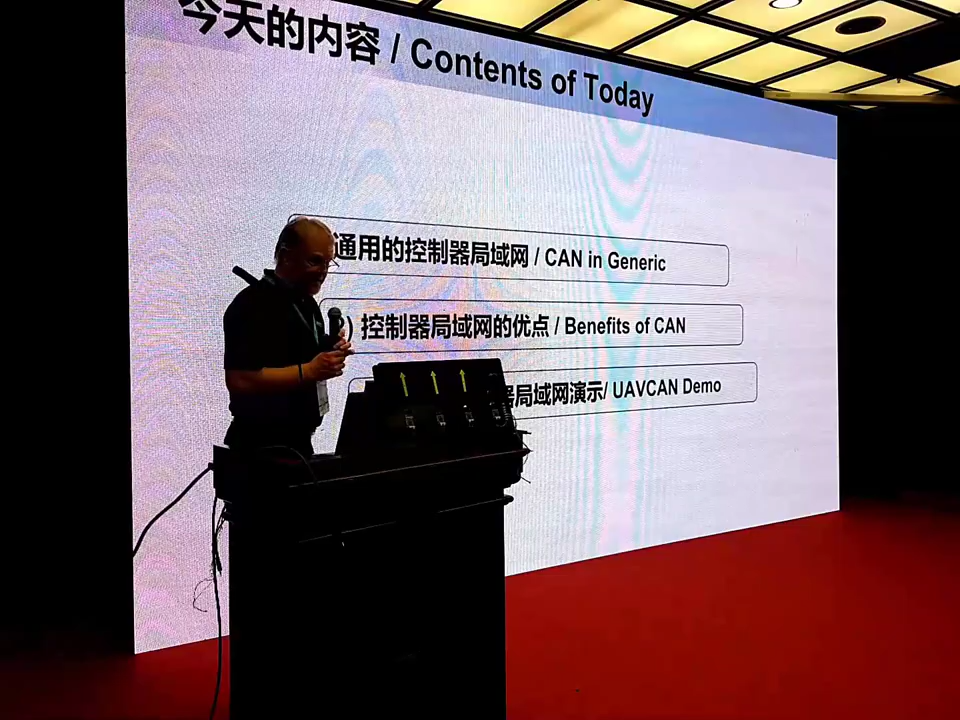 今天的内容 / Contents of Today
通用的控制器局域网 / CAN in Generic
) 控制器局域网的优点 / Benefits of CAN
器局域网演示/ UAVCAN Demo